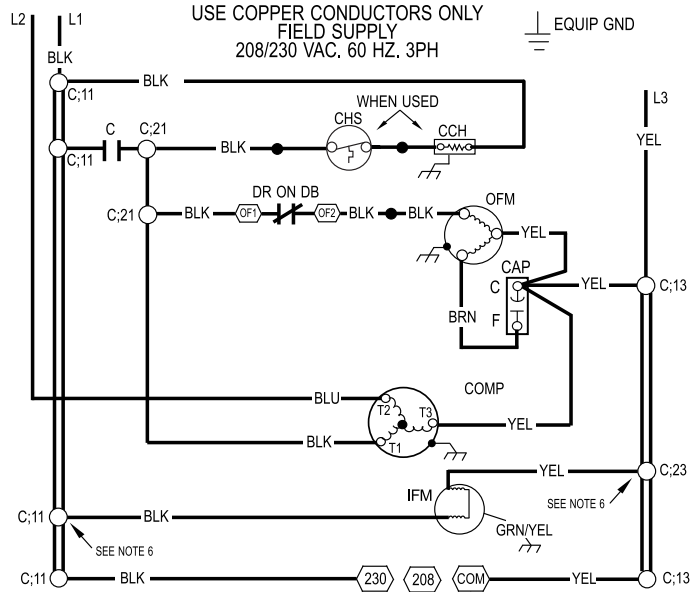 USE COPPER CONDUCTORS ONLY
FIELD SUPPLY
208/230 VAC. 60 HZ. 3PH
EQUIP GND
L2
L1
BLK
C;11
BLK
WHEN USED
CHS
CCH
L3
YEL
C;11
C
C;21
BLK
DR ON DB
OFM
C;21
BLK
OF1
OF2
BLK
BLK
YEL
CAP
C
F
YEL
C;13
BRN
COMP
BLU
T2
T3
T1
YEL
BLK
YEL
C;23
IFM
SEE NOTE 6
C;11
BLK
GRN/YEL
SEE NOTE 6
C;11
BLK
230
208
COM
YEL
C;13